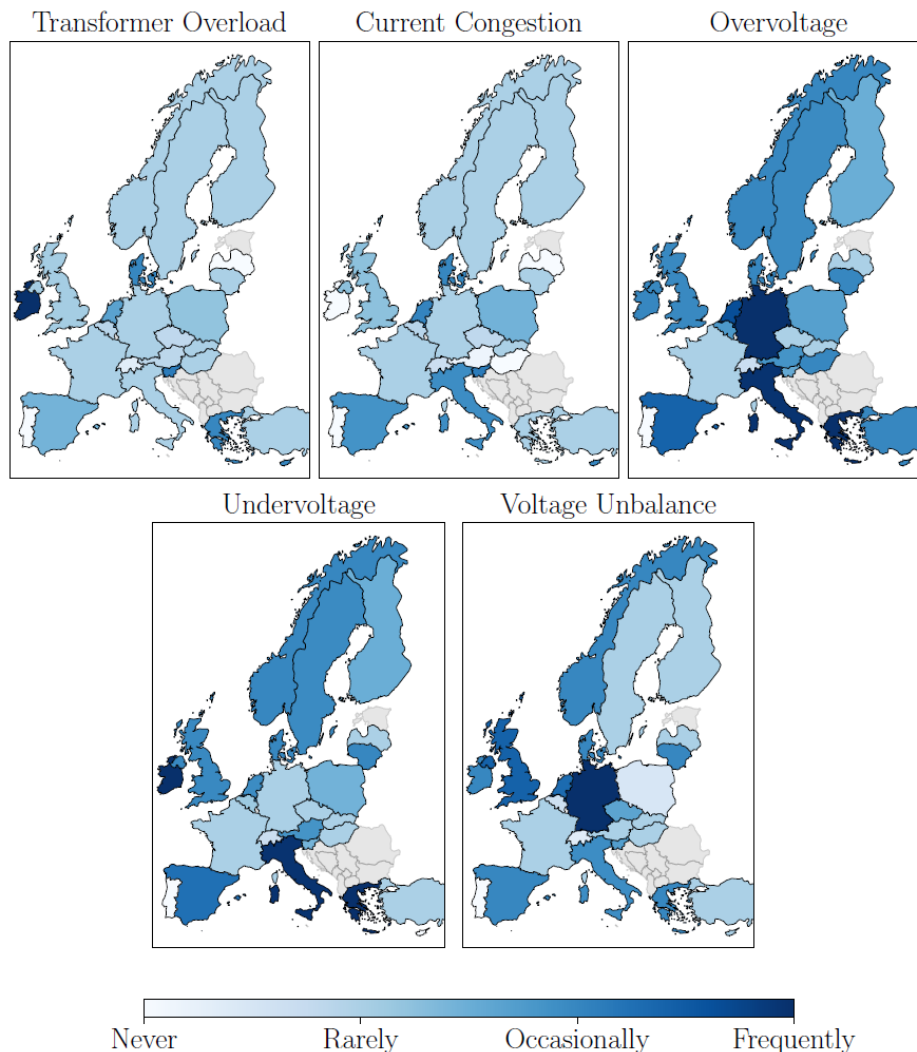 Transformer Overload
Current Congestion
Overvoltage
Undervoltage
Voltage Unbalance
Never
Rarely
Occasionally
Frequently